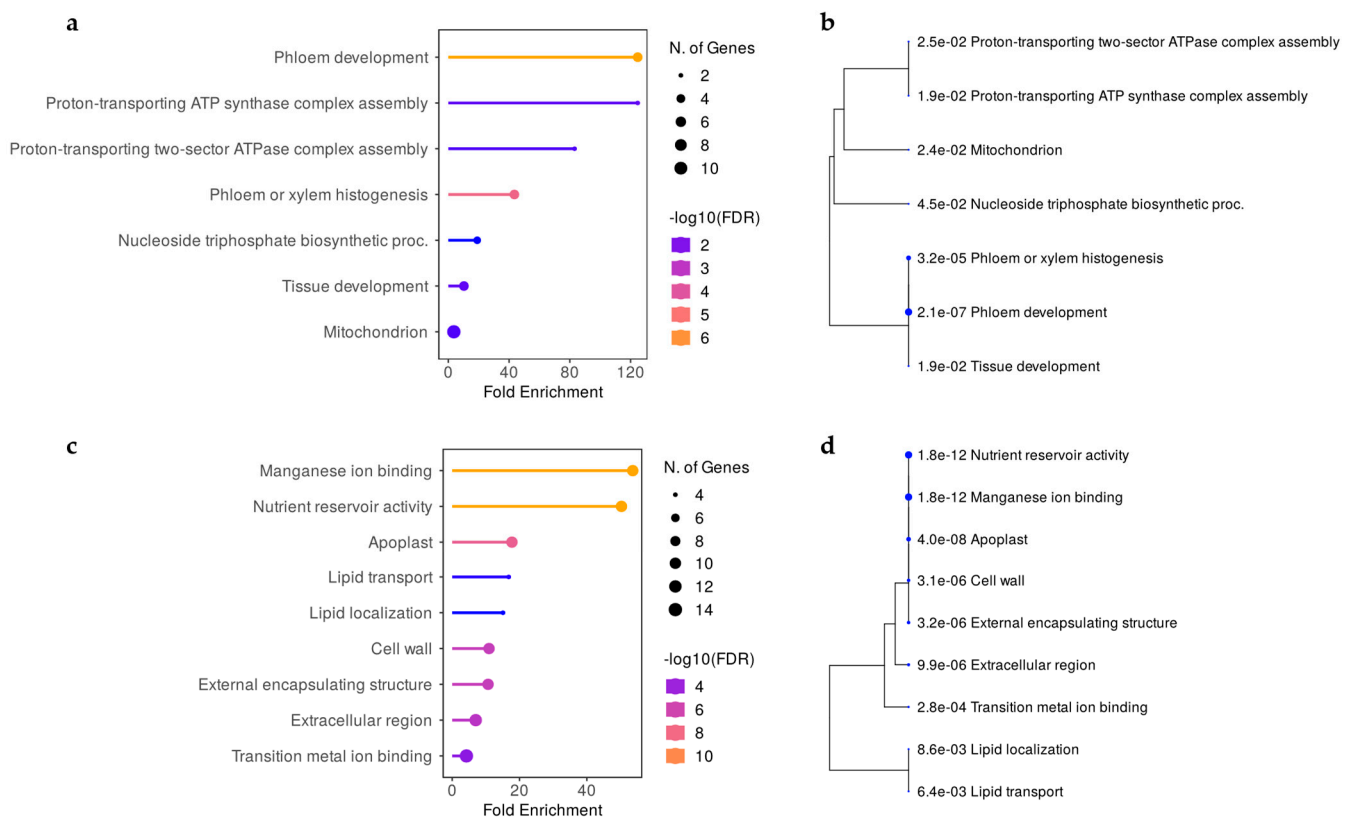 a
Phloem development
Proton-transporting ATP synthase complex assembly
Proton-transporting two-sector ATPase complex assembly
Phloem or xylem histogenesis
Nucleoside triphosphate biosynthetic proc.
Tissue development
Mitochondrion
0 40 80 120
Fold Enrichment
N. of Genes
2
4
6
8
10
-log10(FDR)
2
3
4
5
6
b
2.5e-02 Proton-transporting two-sector ATPase complex assembly
1.9e-02 Proton-transporting ATP synthase complex assembly
2.4e-02 Mitochondrion
4.5e-02 Nucleoside triphosphate biosynthetic proc.
3.2e-05 Phloem or xylem histogenesis
2.1e-07 Phloem development
1.9e-02 Tissue development
c
Manganese ion binding
Nutrient reservoir activity
Apoplast
Lipid transport
Lipid localization
Cell wall
External encapsulating structure
Extracellular region
Transition metal ion binding
0 20 40
Fold Enrichment
N. of Genes
4
6
8
10
12
14
-log10(FDR)
4
6
8
10
d
1.8e-12 Nutrient reservoir activity
1.8e-12 Manganese ion binding
4.0e-08 Apoplast
3.1e-06 Cell wall
3.2e-06 External encapsulating structure
9.9e-06 Extracellular region
2.8e-04 Transition metal ion binding
8.6e-03 Lipid localization
6.4e-03 Lipid transport